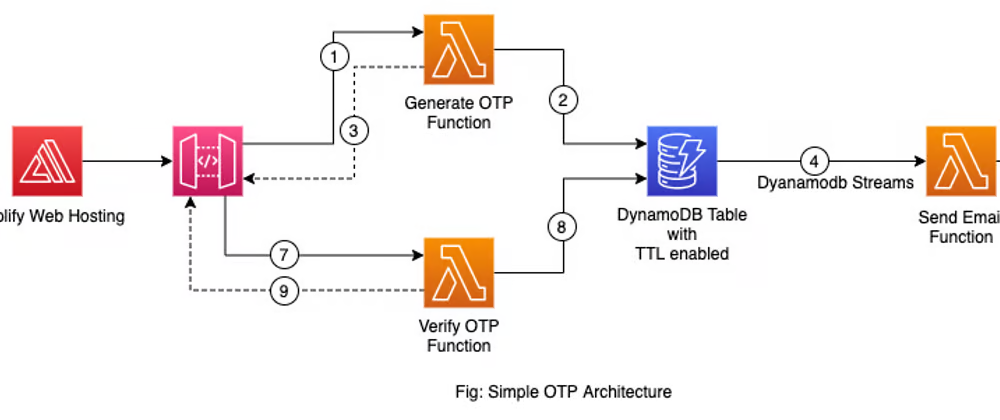 1
Generate OTP
Function
2
3
plify Web Hosting
</>
4
Dyanamodb Streams
DynamoDB Table
with
TTL enabled
Send Emai
Function
7
8
9
Verify OTP
Function
Fig: Simple OTP Architecture